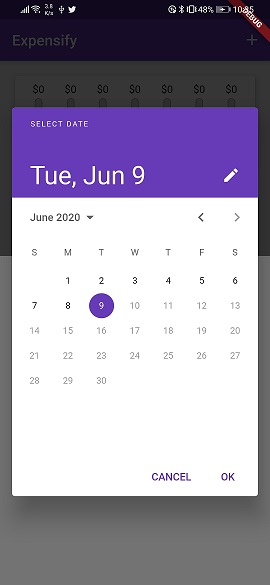 3.8 K/s 48% 10:35
DEBUG
Expensify +
$0 $0 $0 $0 $0 $0 $0
SELECT DATE
Tue, Jun 9
June 2020
S M T W T F S
1 2 3 4 5 6
7 8 9 10 11 12 13
14 15 16 17 18 19 20
21 22 23 24 25 26 27
28 29 30
CANCEL OK